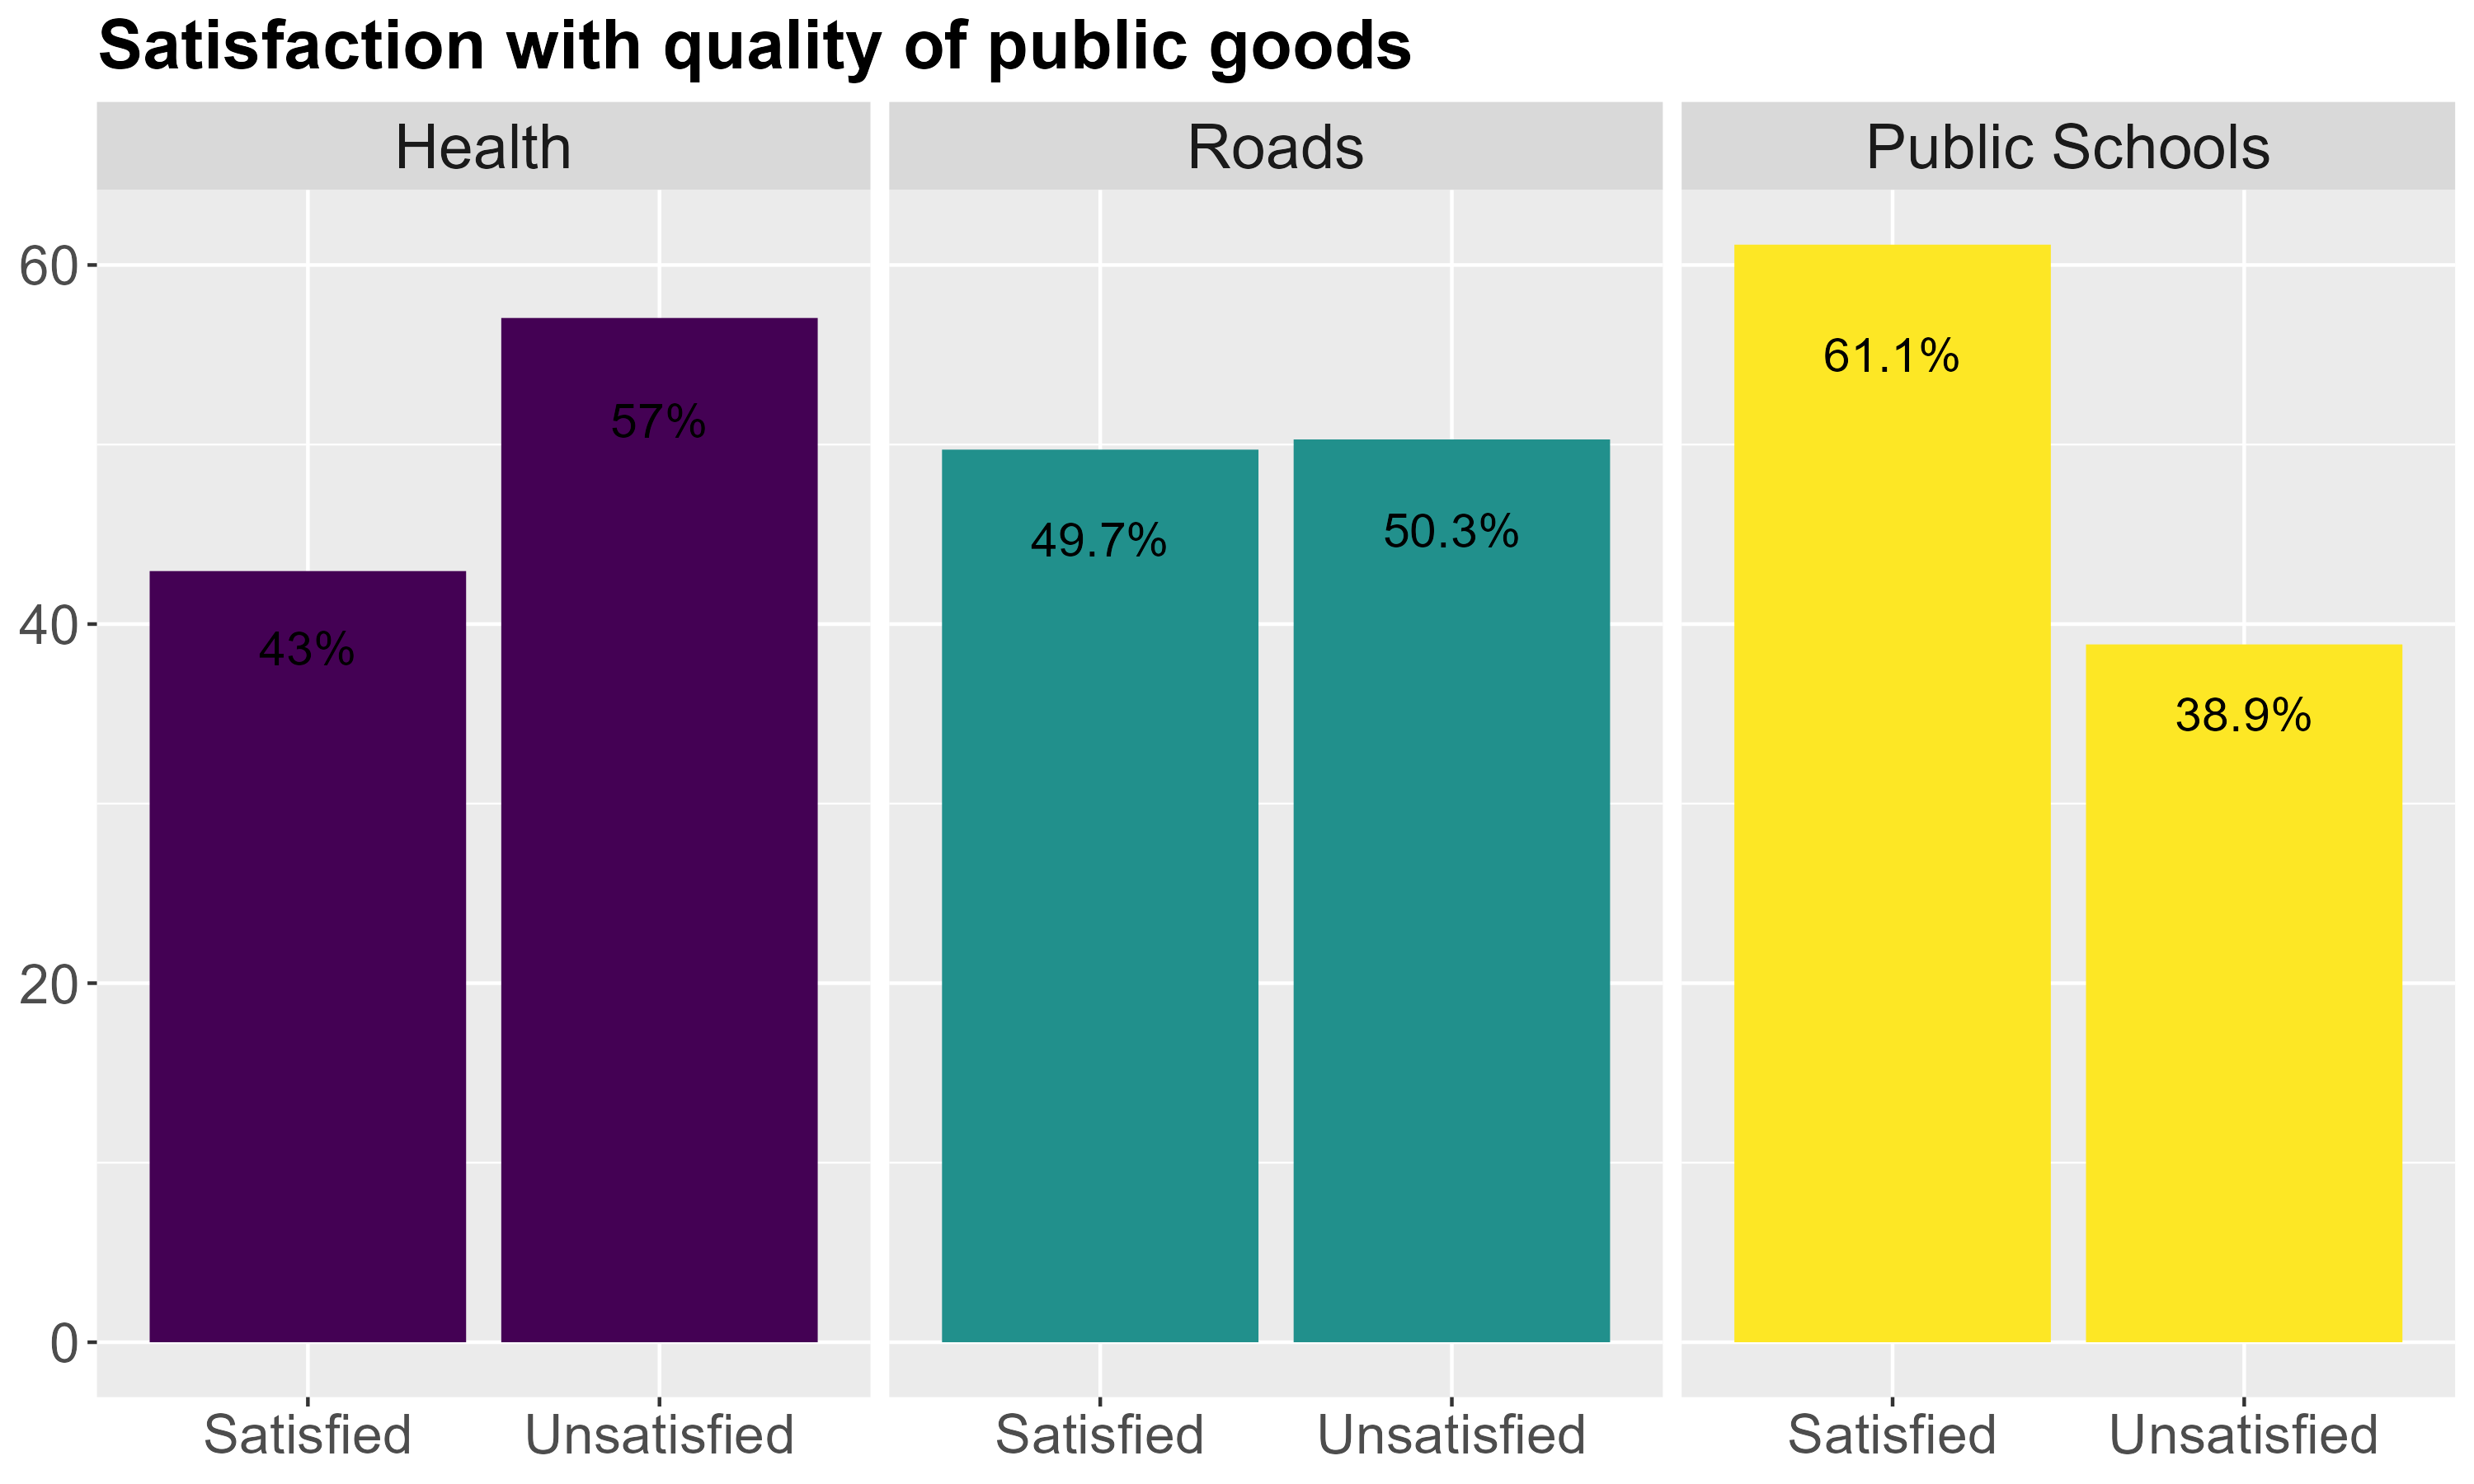 Satisfaction with quality of public goods
Health Roads Public Schools
60
40
20
0
43% 57% 49.7% 50.3% 61.1% 38.9%
Satisfied Unsatisfied Satisfied Unsatisfied Satisfied Unsatisfied